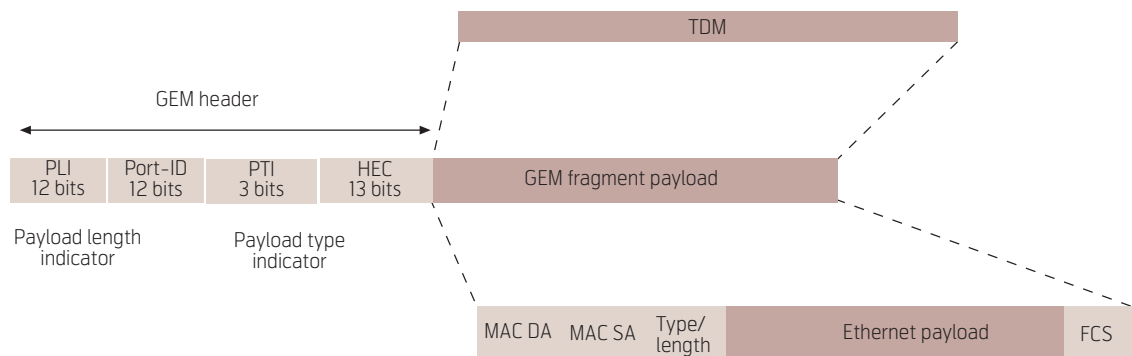 TDM
GEM header
PLI
12 bits
Port-ID
12 bits
PTI
3 bits
HEC
13 bits
GEM fragment payload
Payload length
indicator
Payload type
indicator
MAC DA
MAC SA
Type/
length
Ethernet payload
FCS